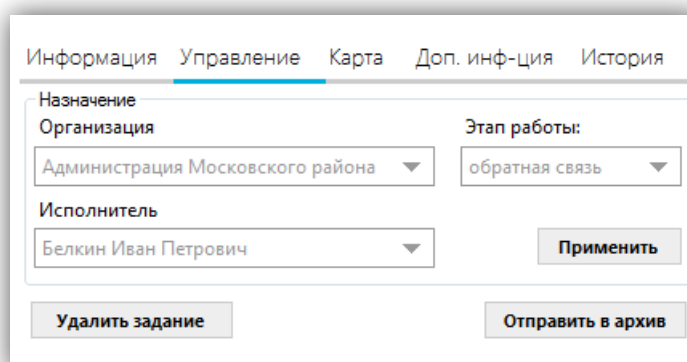 Информация Управление Карта Доп. инф-ция История
Назначение
Организация Этап работы:
Администрация Московского района обратная связь
Исполнитель
Белкин Иван Петрович Применить
Удалить задание Отправить в архив